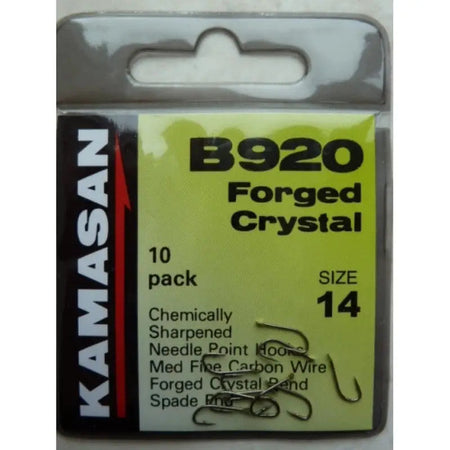 KAMASAN
B920
Forged
Crystal
10
pack
SIZE
14
Chemically
Sharpened
Needle Point Hooks
Med Fine Carbon Wire
Forged Crystal Bend
Spade End